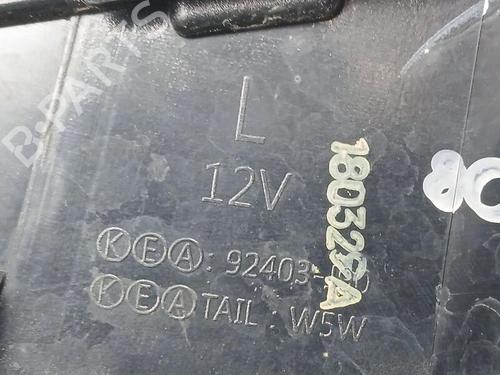 B-PARTS
L
12V
180329A
KEA: 92403-
KEA TAIL: W5W